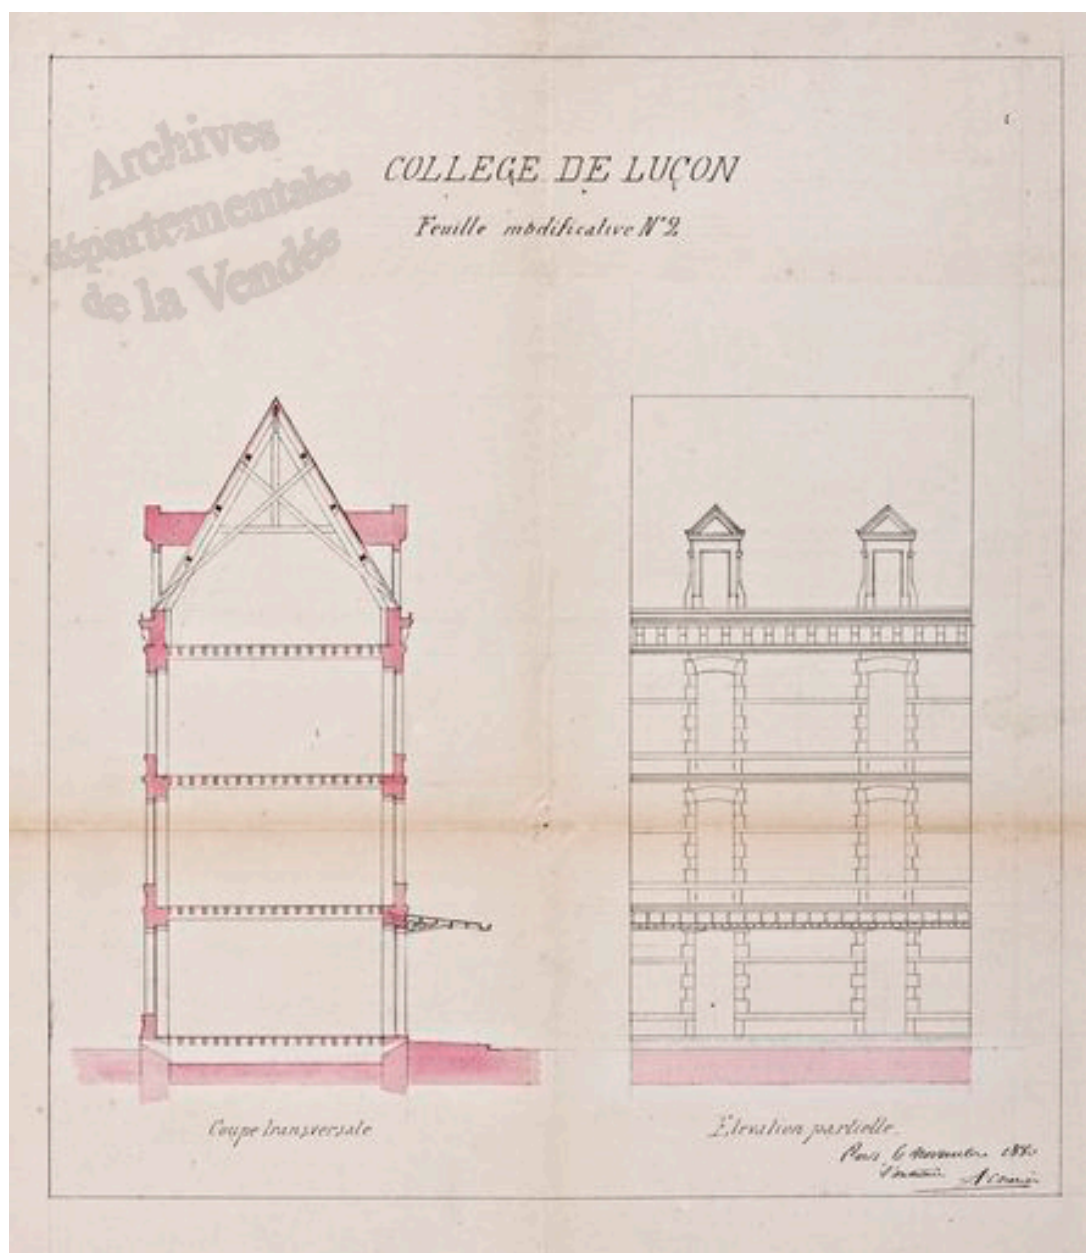 Archives
départementales
de la Vendée
COLLEGE DE LUÇON
Feuille modificative N° 2
Coupe transversale
Elevation partielle
Paris 6 novembre